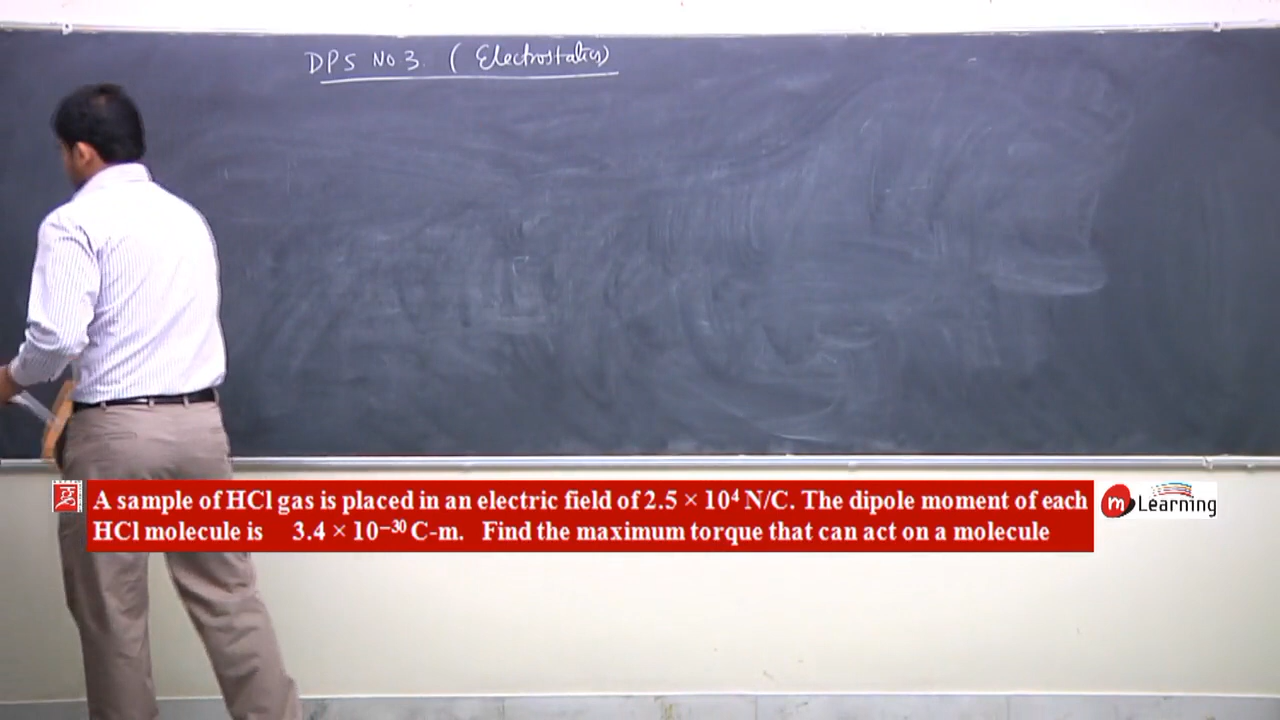 DPS No 3. ( Electrostatics)
A sample of HCl gas is placed in an electric field of 2.5 × 10⁴ N/C. The dipole moment of each
HCl molecule is 3.4 × 10⁻³⁰ C-m. Find the maximum torque that can act on a molecule
m Learning